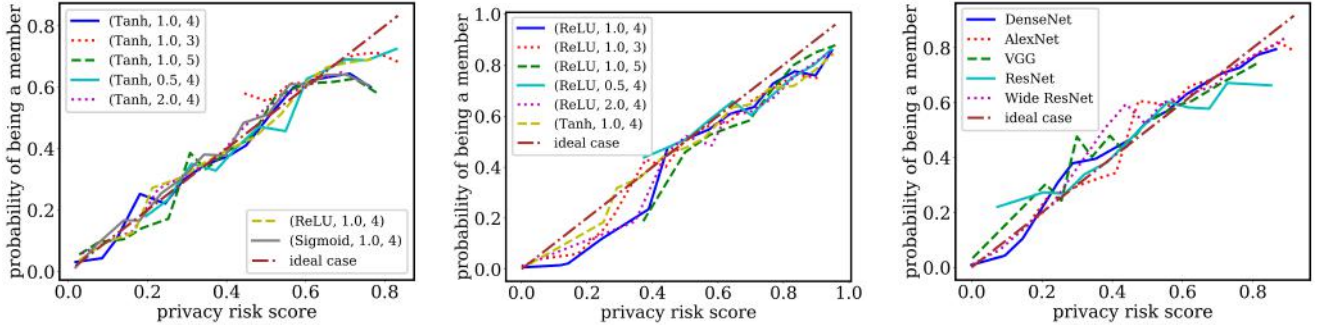 probability of being a member
0.8
0.6
0.4
0.2
0.0
(Tanh, 1.0, 4)
(Tanh, 1.0, 3)
(Tanh, 1.0, 5)
(Tanh, 0.5, 4)
(Tanh, 2.0, 4)
(ReLU, 1.0, 4)
(Sigmoid, 1.0, 4)
ideal case
0.0 0.2 0.4 0.6 0.8
privacy risk score
probability of being a member
1.0
0.8
0.6
0.4
0.2
0.0
(ReLU, 1.0, 4)
(ReLU, 1.0, 3)
(ReLU, 1.0, 5)
(ReLU, 0.5, 4)
(ReLU, 2.0, 4)
(Tanh, 1.0, 4)
ideal case
0.0 0.2 0.4 0.6 0.8 1.0
privacy risk score
probability of being a member
0.8
0.6
0.4
0.2
0.0
DenseNet
AlexNet
VGG
ResNet
Wide ResNet
ideal case
0.0 0.2 0.4 0.6 0.8
privacy risk score